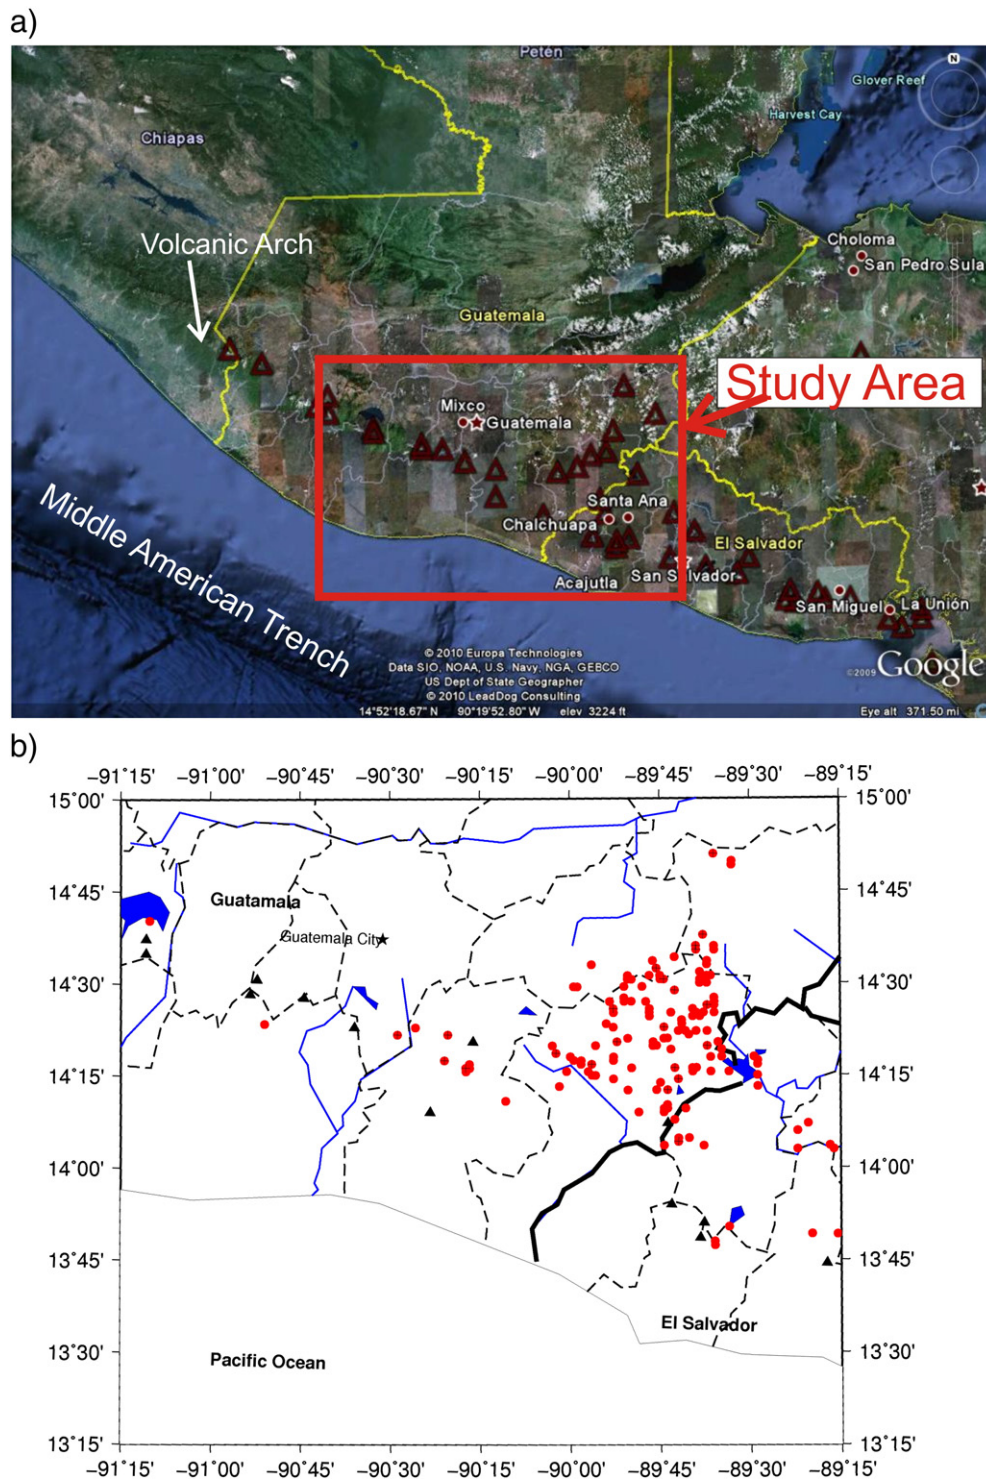 a)
Petén
N
Glover Reef
Harvest Cay
Chiapas
Volcanic Arch
Choloma
San Pedro Sula
Guatemala
Study Area
Mixco
Guatemala
Santa Ana
Chalchuapa
El Salvador
Acajutla
San Salvador
San Miguel
La Unión
Middle American Trench
© 2010 Europa Technologies
Data SIO, NOAA, U.S. Navy, NGA, GEBCO
US Dept of State Geographer
© 2010 LeadDog Consulting
©2009 Google
14°52'18.67" N 90°19'52.80" W elev 3224 ft
Eye alt 371.50 mi
b)
−91°15' −91°00' −90°45' −90°30' −90°15' −90°00' −89°45' −89°30' −89°15'
15°00' 15°00'
14°45' 14°45'
Guatamala
Guatemala City
14°30' 14°30'
14°15' 14°15'
14°00' 14°00'
13°45' 13°45'
El Salvador
13°30' 13°30'
Pacific Ocean
13°15' 13°15'
−91°15' −91°00' −90°45' −90°30' −90°15' −90°00' −89°45' −89°30' −89°15'